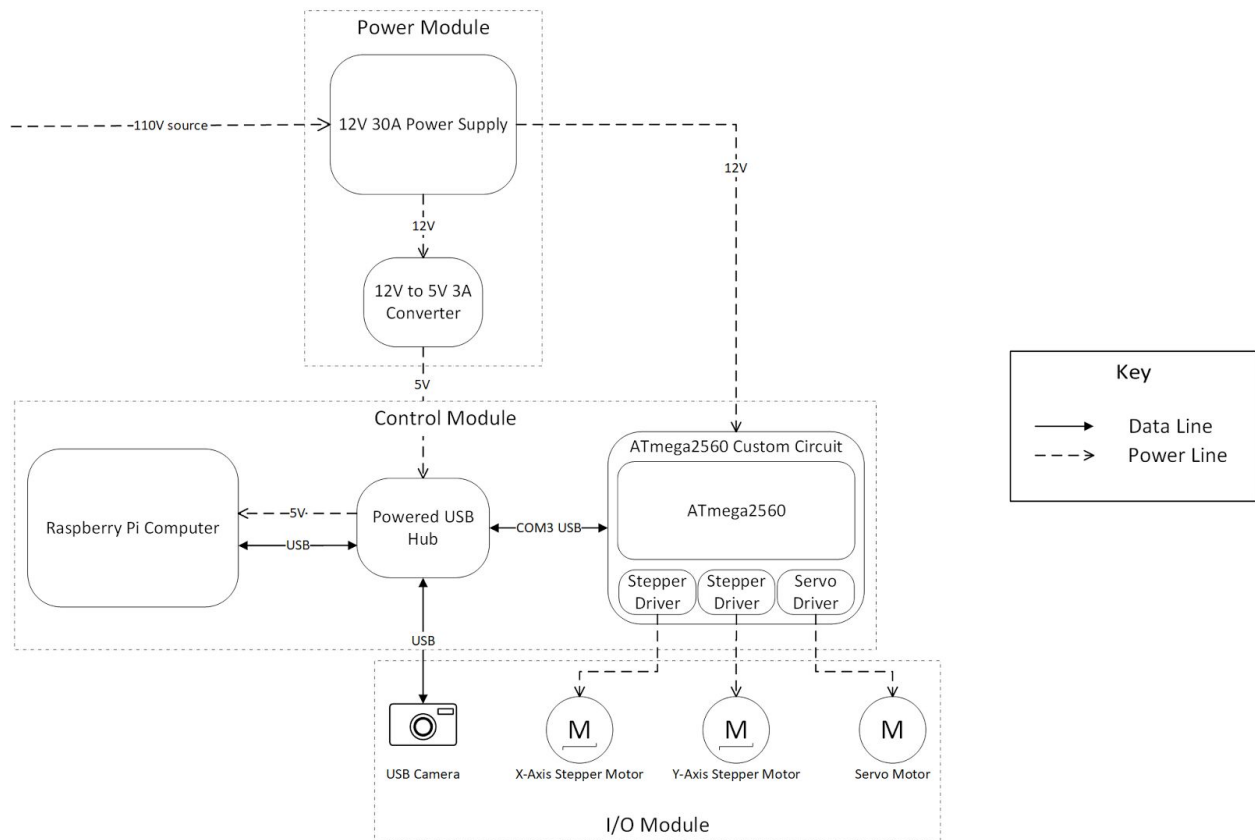 Power Module
110V source
12V 30A Power Supply
12V
12V
12V to 5V 3A
Converter
5V
Key
Data Line
Power Line
Control Module
ATmega2560 Custom Circuit
ATmega2560
Raspberry Pi Computer
5V
USB
Powered USB
Hub
COM3 USB
Stepper
Driver
Stepper
Driver
Servo
Driver
USB
M
M
M
USB Camera
X-Axis Stepper Motor
Y-Axis Stepper Motor
Servo Motor
I/O Module